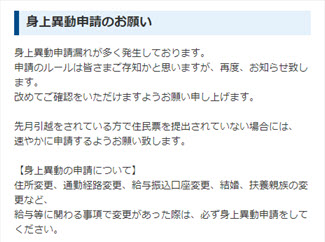 身上異動申請のお願い
身上異動申請漏れが多く発生しております。
申請のルールは皆さまご存知かと思いますが、再度、お知らせ致しま
す。
改めてご確認をいただけますようお願い申し上げます。
先月引越をされている方で住民票を提出されていない場合には、
速やかに申請するようお願い致します。
【身上異動の申請について】
住所変更、通勤経路変更、給与振込口座変更、結婚、扶養親族の変
更など、
給与等に関わる事項で変更があった際は、必ず身上異動申請をして
ください。